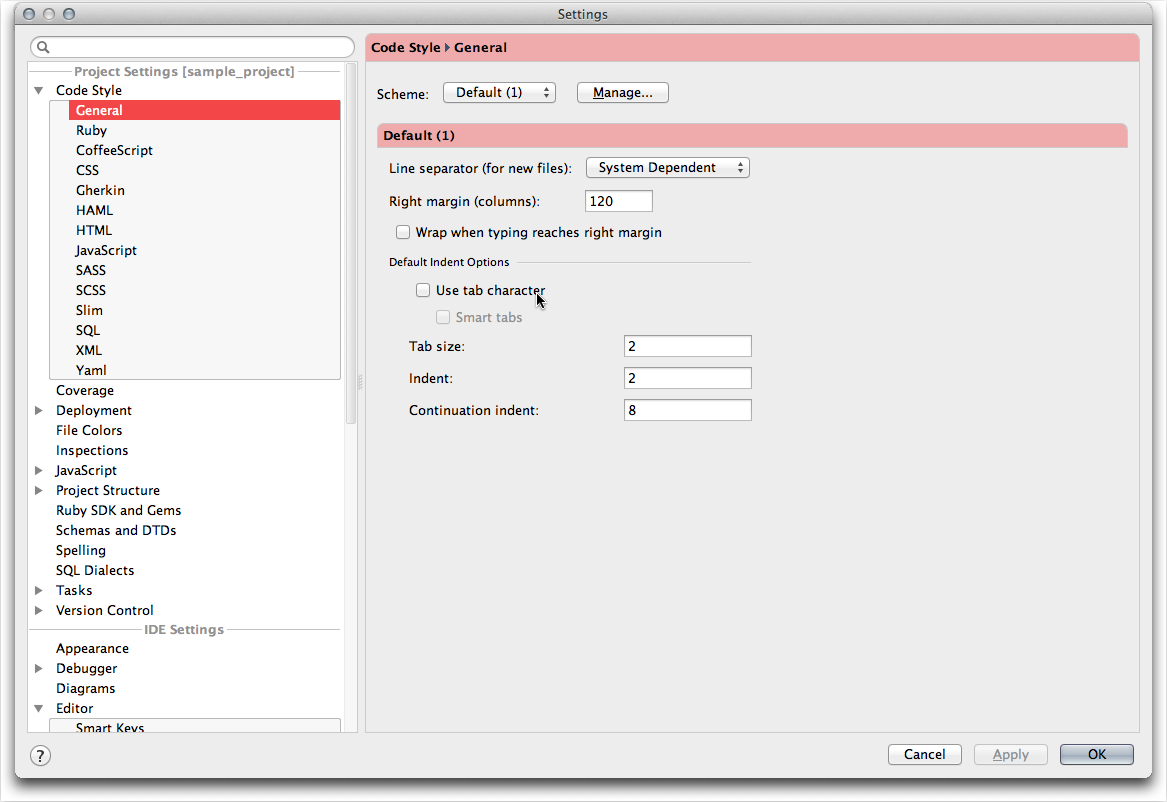 Settings
Project Settings [sample_project]
Code Style
General
Ruby
CoffeeScript
CSS
Gherkin
HAML
HTML
JavaScript
SASS
SCSS
Slim
SQL
XML
Yaml
Coverage
Deployment
File Colors
Inspections
JavaScript
Project Structure
Ruby SDK and Gems
Schemas and DTDs
Spelling
SQL Dialects
Tasks
Version Control
IDE Settings
Appearance
Debugger
Diagrams
Editor
Smart Keys
Code Style ▸ General
Scheme: Default (1) Manage...
Default (1)
Line separator (for new files): System Dependent
Right margin (columns): 120
Wrap when typing reaches right margin
Default Indent Options
Use tab character
Smart tabs
Tab size: 2
Indent: 2
Continuation indent: 8
? Cancel Apply OK